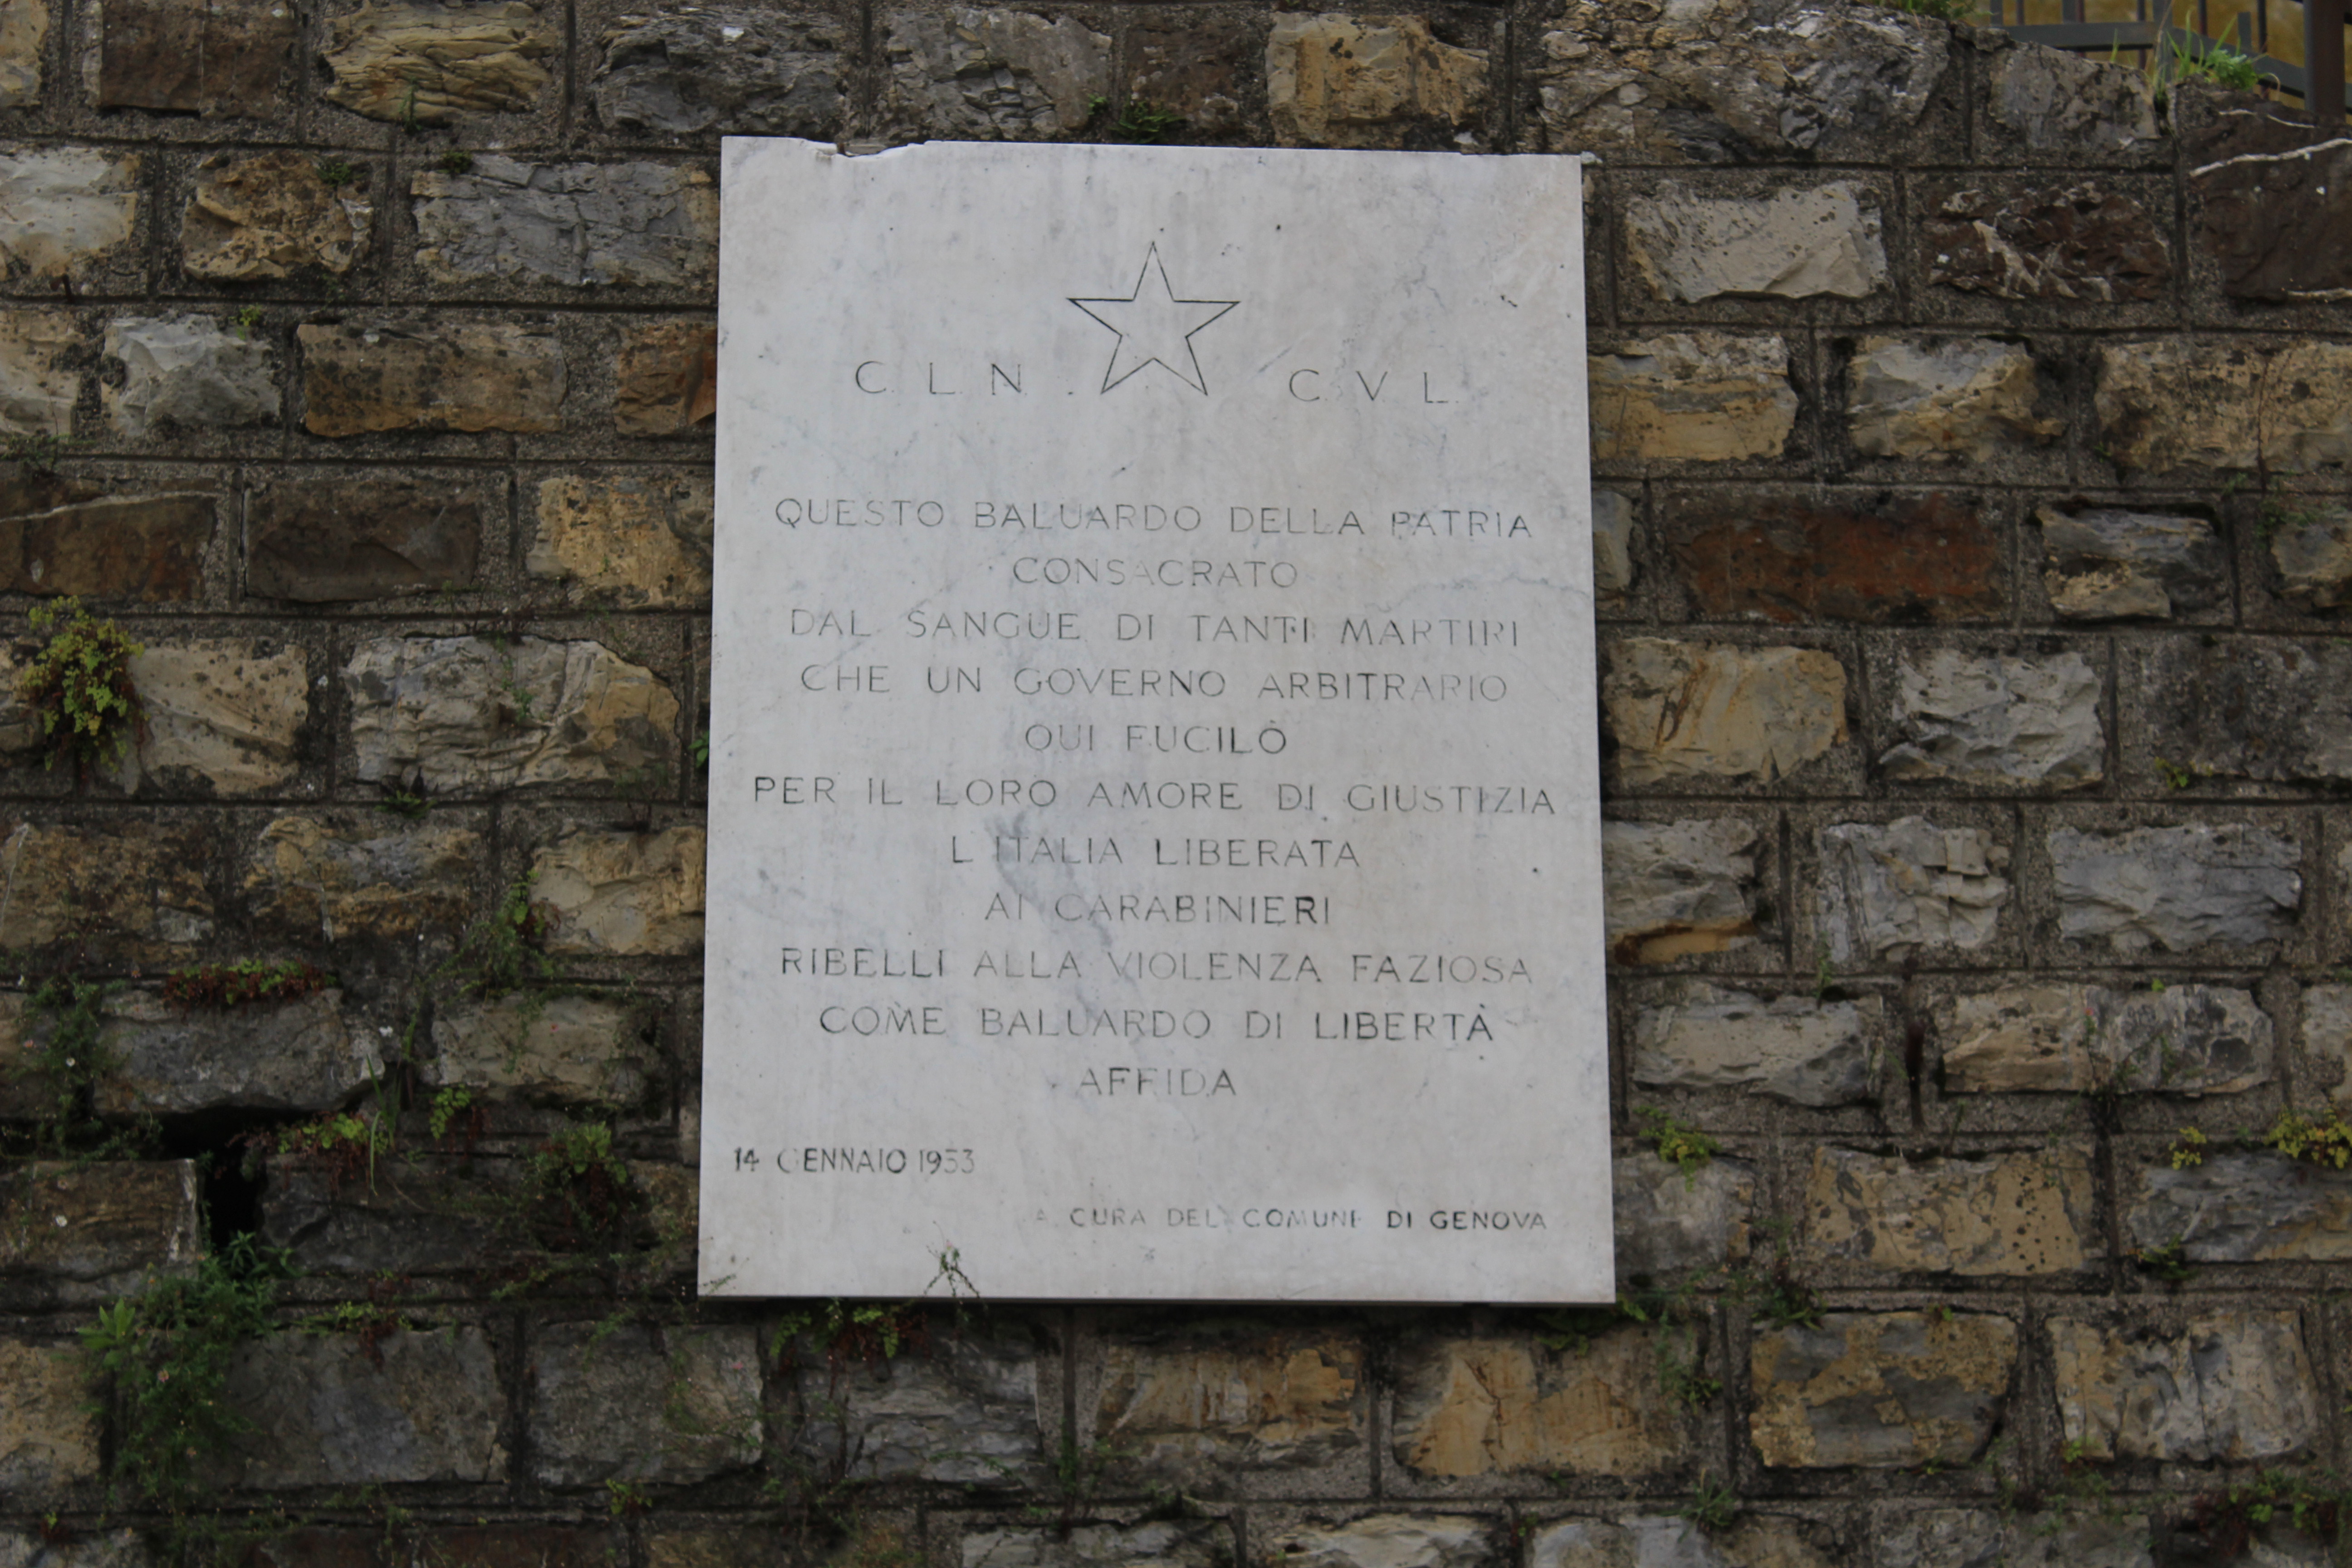 C. L. N. C. V. L.
QUESTO BALUARDO DELLA PATRIA
CONSACRATO
DAL SANGUE DI TANTI MARTIRI
CHE UN GOVERNO ARBITRARIO
QUI FUCILÒ
PER IL LORO AMORE DI GIUSTIZIA
L'ITALIA LIBERATA
AI CARABINIERI
RIBELLI ALLA VIOLENZA FAZIOSA
COME BALUARDO DI LIBERTÀ
AFFIDA
14 GENNAIO 1953
A CURA DEL COMUNE DI GENOVA